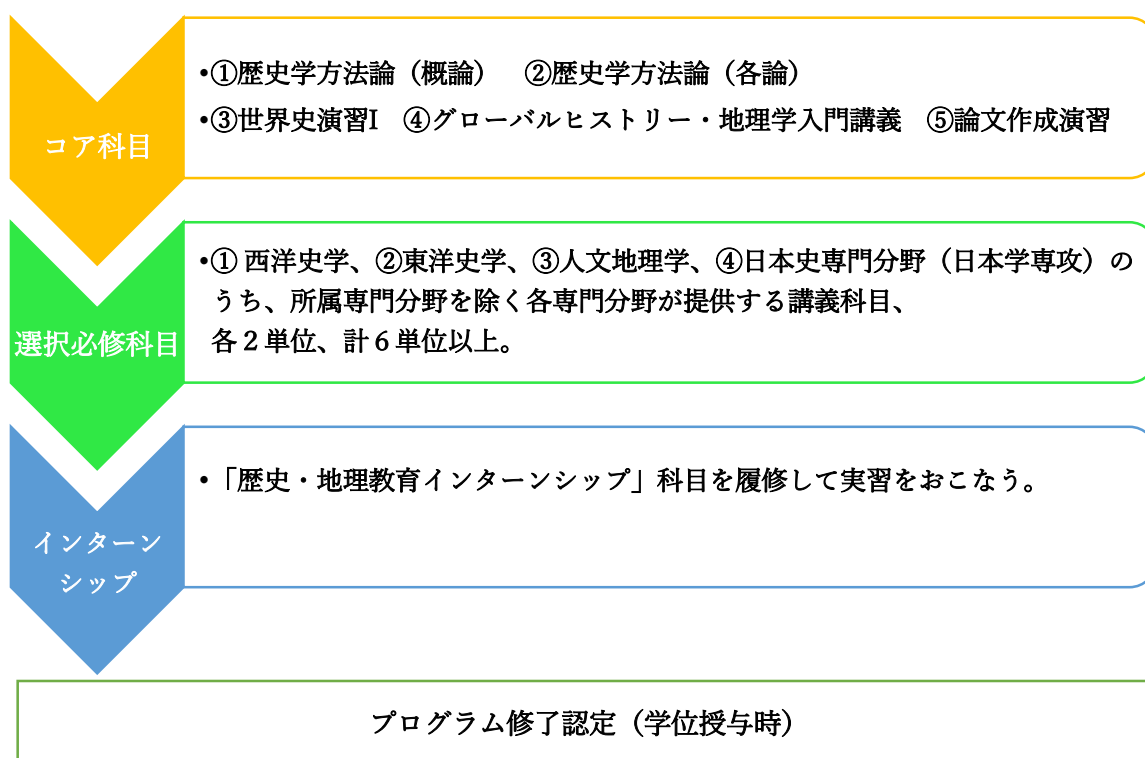 コア科目
•①歴史学方法論（概論）　②歴史学方法論（各論）
•③世界史演習I　④グローバルヒストリー・地理学入門講義　⑤論文作成演習
選択必修科目
•① 西洋史学、②東洋史学、③人文地理学、④日本史専門分野（日本学専攻）の
うち、所属専門分野を除く各専門分野が提供する講義科目、
各２単位、計６単位以上。
インターン
シップ
•「歴史・地理教育インターンシップ」科目を履修して実習をおこなう。
プログラム修了認定（学位授与時）